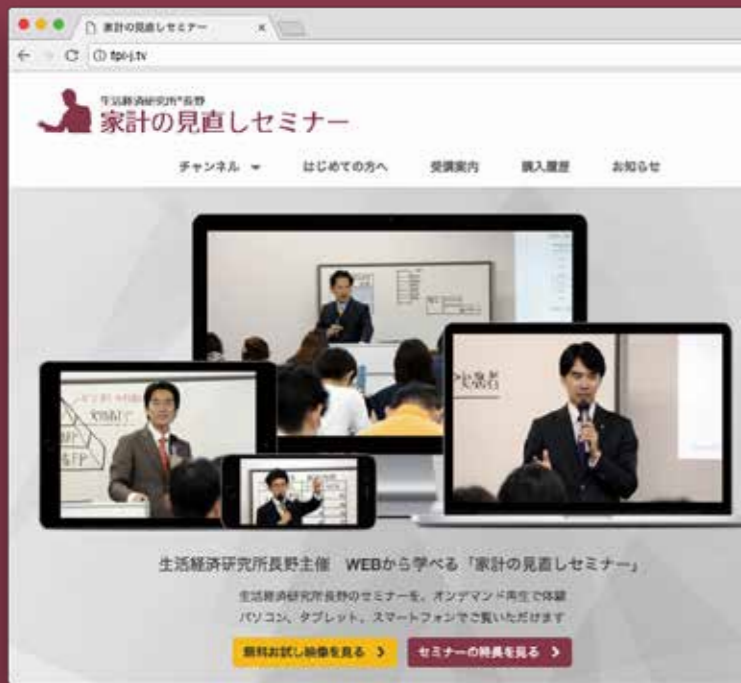 家計の見直しセミナー
fpi-j.tv
生活経済研究所®長野
家計の見直しセミナー
チャンネル
はじめての方へ
受講案内
購入履歴
お知らせ
実務者
生活経済研究所長野主催 WEBから学べる「家計の見直しセミナー」
生活経済研究所長野のセミナーを、オンデマンド再生で体験
パソコン、タブレット、スマートフォンでご覧いただけます
無料お試し映像を見る
セミナーの特長を見る